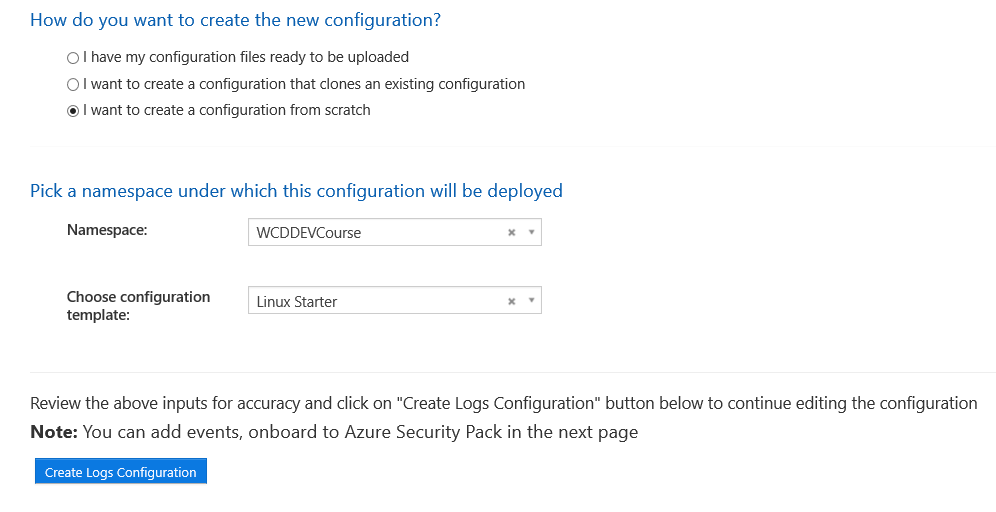 How do you want to create the new configuration?
I have my configuration files ready to be uploaded
I want to create a configuration that clones an existing configuration
I want to create a configuration from scratch
Pick a namespace under which this configuration will be deployed
Namespace:
WCDDEVCourse
Choose configuration
template:
Linux Starter
Review the above inputs for accuracy and click on "Create Logs Configuration" button below to continue editing the configuration
Note: You can add events, onboard to Azure Security Pack in the next page
Create Logs Configuration